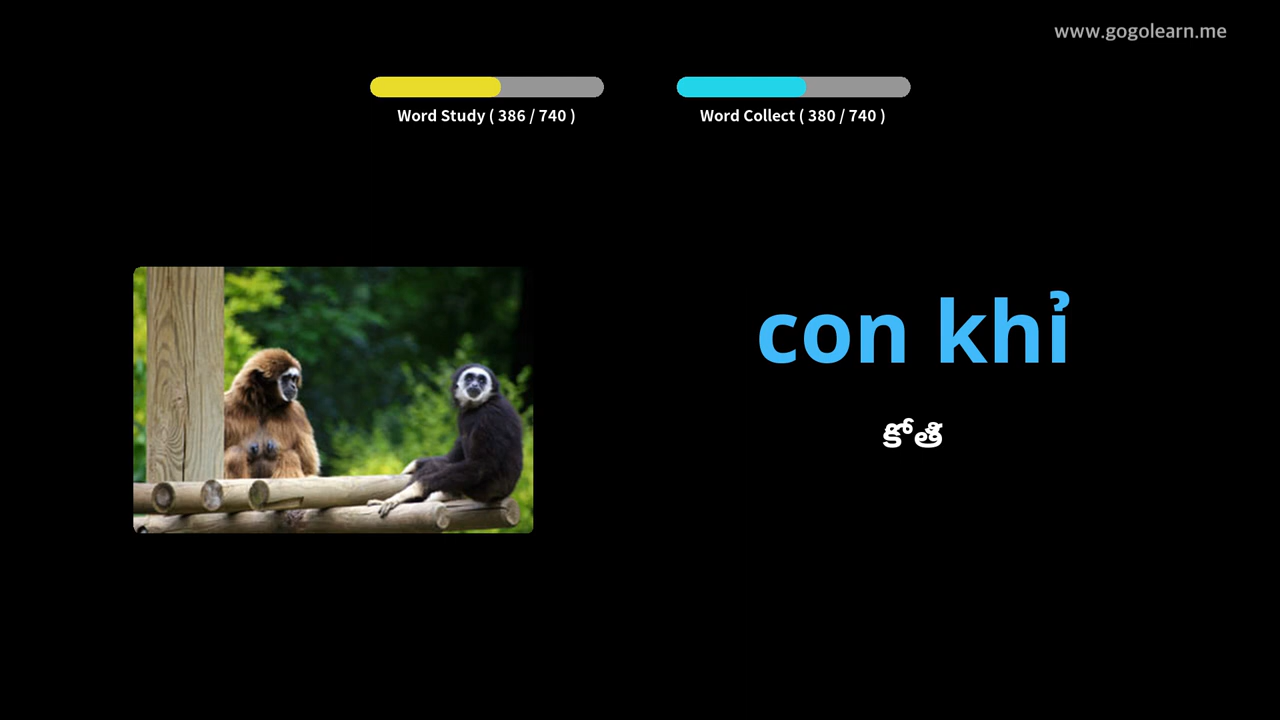 www.gogolearn.me
Word Study ( 386 / 740 )
Word Collect ( 380 / 740 )
con khỉ
కోతి